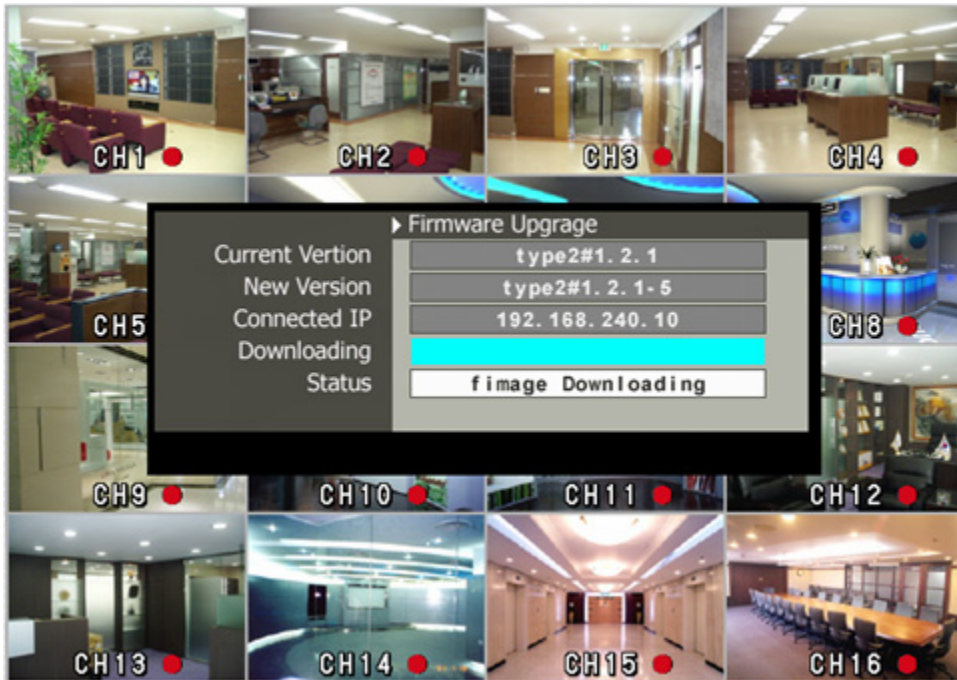 CH1
CH2
CH3
CH4
▶ Firmware Upgrage
Current Vertion type2#1.2.1
New Version type2#1.2.1-5
Connected IP 192.168.240.10
Downloading
Status fimage Downloading
CH5
CH8
CH9
CH10
CH11
CH12
CH13
CH14
CH15
CH16